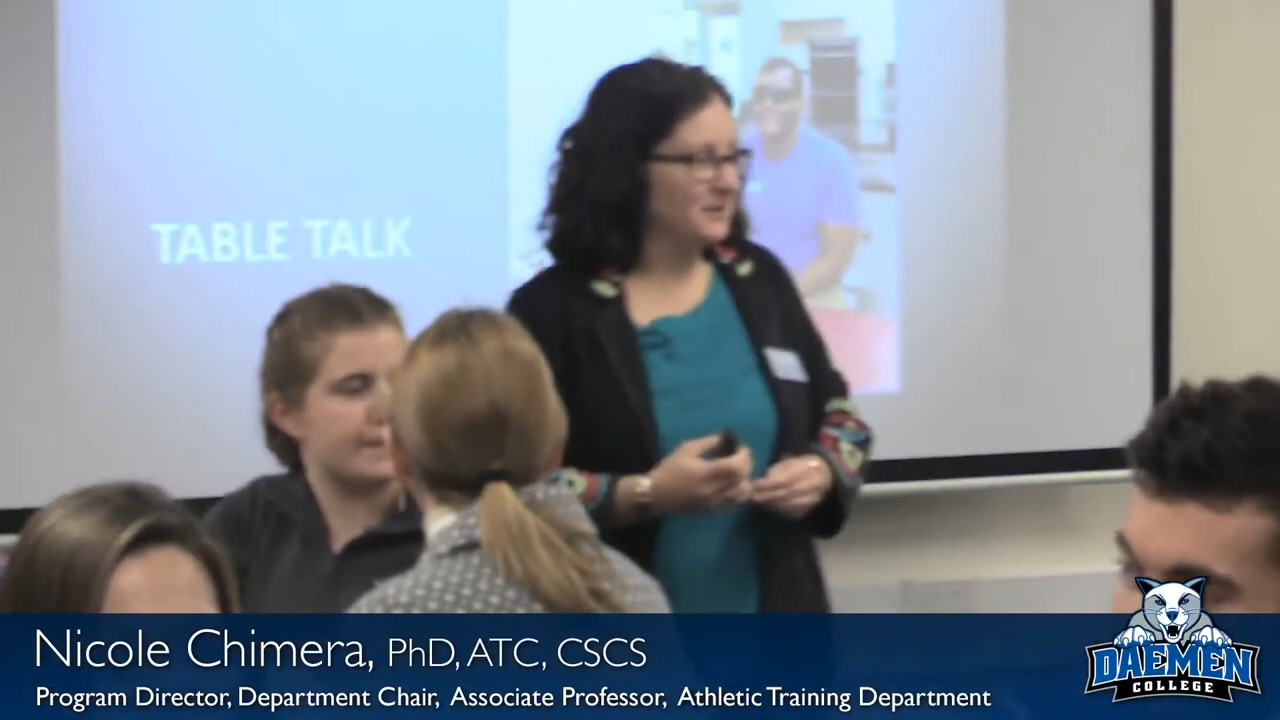 TABLE TALK
Nicole Chimera, PhD, ATC, CSCS
Program Director, Department Chair, Associate Professor, Athletic Training Department
DAEMEN
COLLEGE